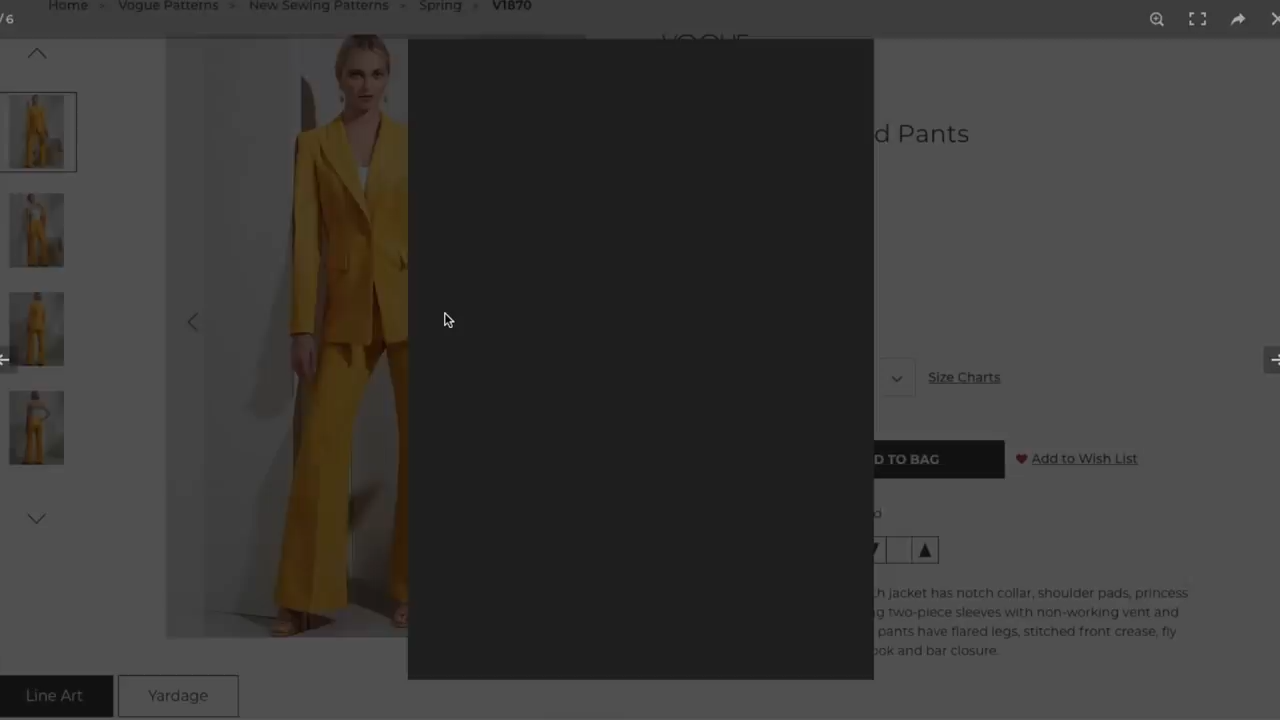 Home > Vogue Patterns > New Sewing Patterns > Spring > V1870
/ 6
VOGUE
d Pants
Size Charts
D TO BAG
Add to Wish List
d
h jacket has notch collar, shoulder pads, princess
g two-piece sleeves with non-working vent and
pants have flared legs, stitched front crease, fly
ook and bar closure.
Line Art
Yardage